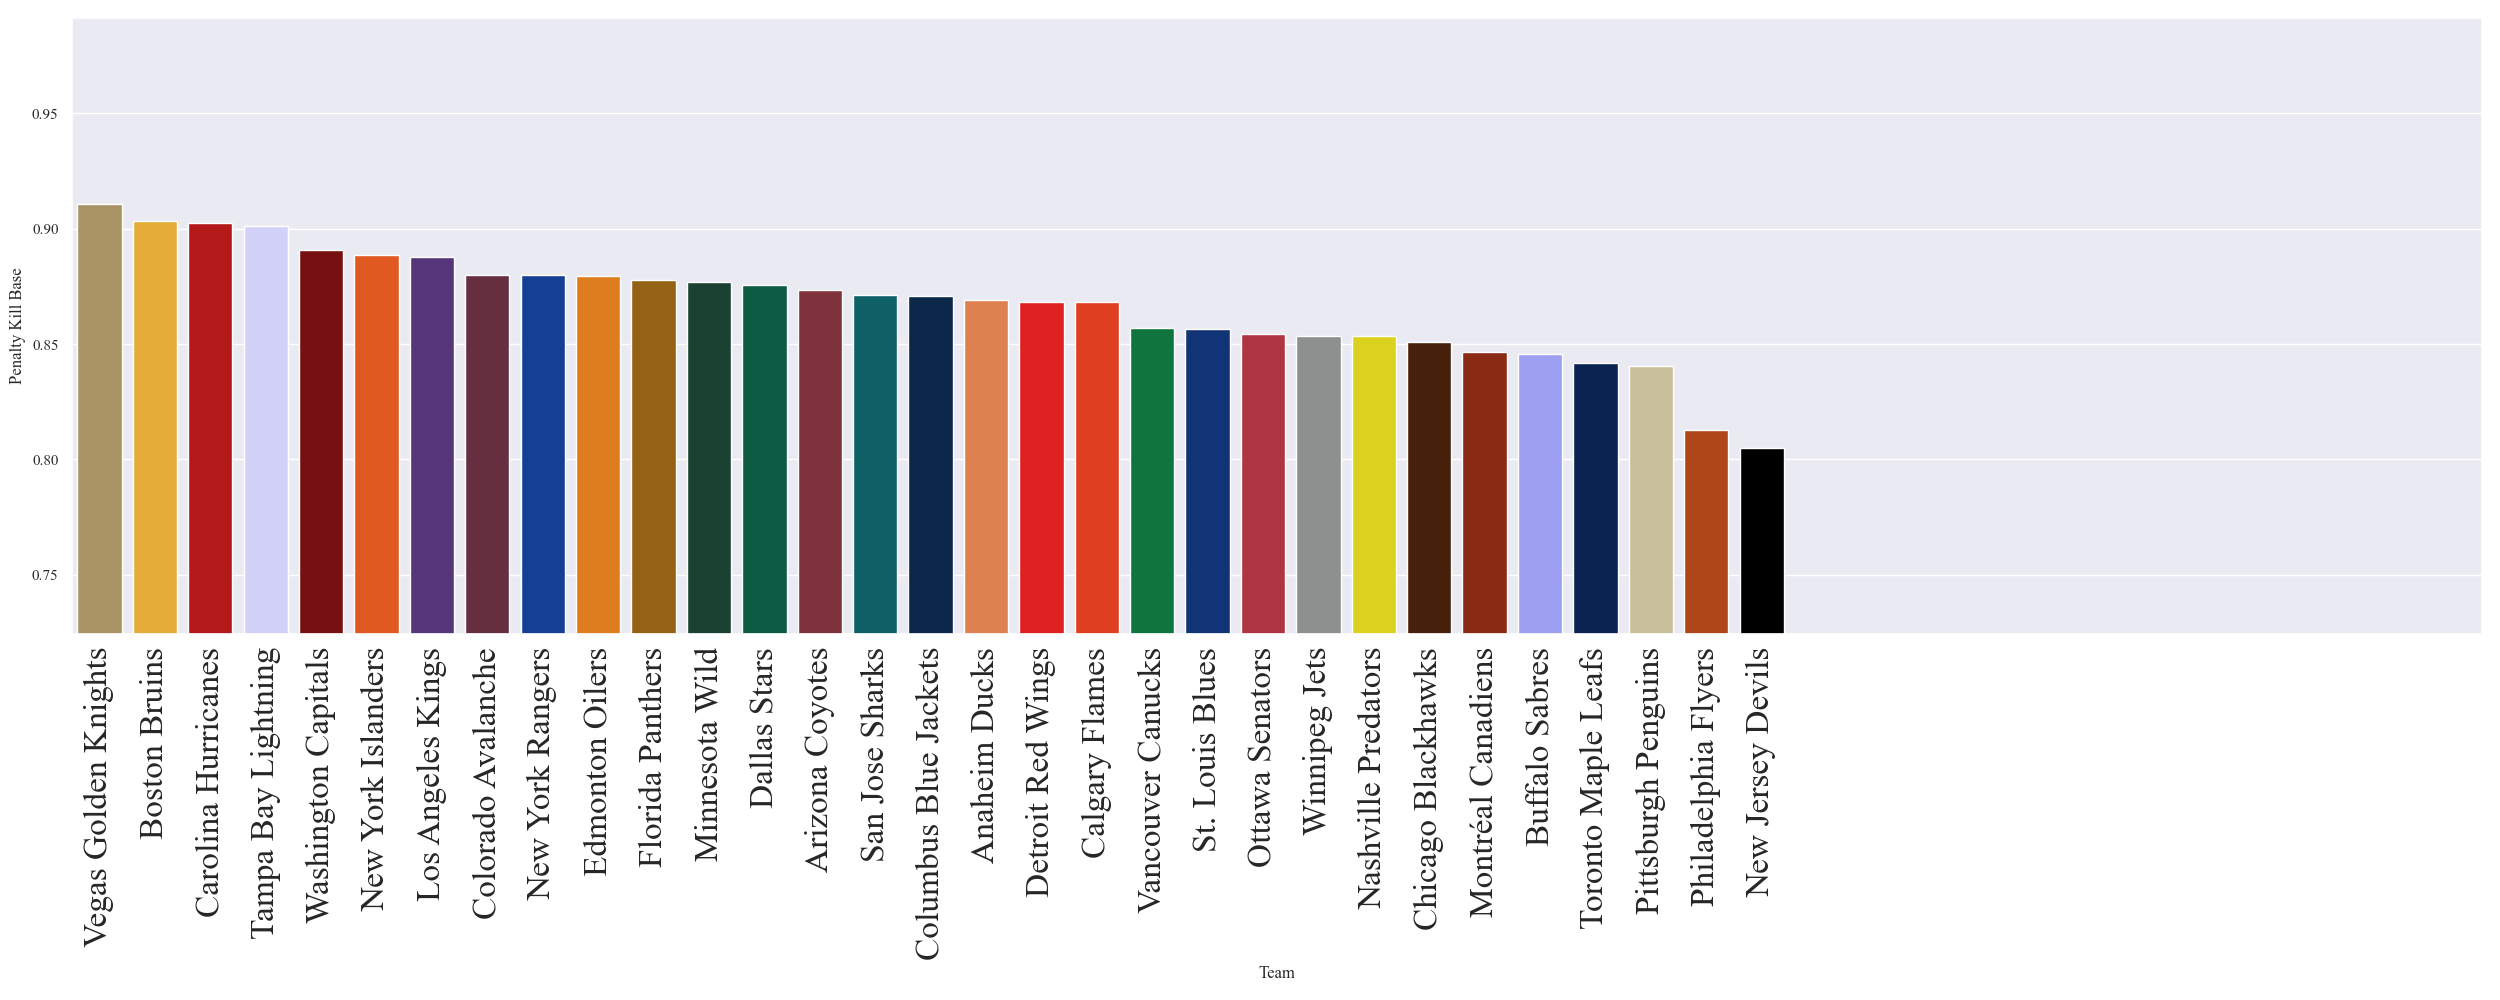 0.95
0.90
0.85
0.80
0.75
Penalty Kill Base
Vegas Golden Knights
Boston Bruins
Carolina Hurricanes
Tampa Bay Lightning
Washington Capitals
New York Islanders
Los Angeles Kings
Colorado Avalanche
New York Rangers
Edmonton Oilers
Florida Panthers
Minnesota Wild
Dallas Stars
Arizona Coyotes
San Jose Sharks
Columbus Blue Jackets
Anaheim Ducks
Detroit Red Wings
Calgary Flames
Vancouver Canucks
St. Louis Blues
Ottawa Senators
Winnipeg Jets
Nashville Predators
Chicago Blackhawks
Montréal Canadiens
Buffalo Sabres
Toronto Maple Leafs
Pittsburgh Penguins
Philadelphia Flyers
New Jersey Devils
Team